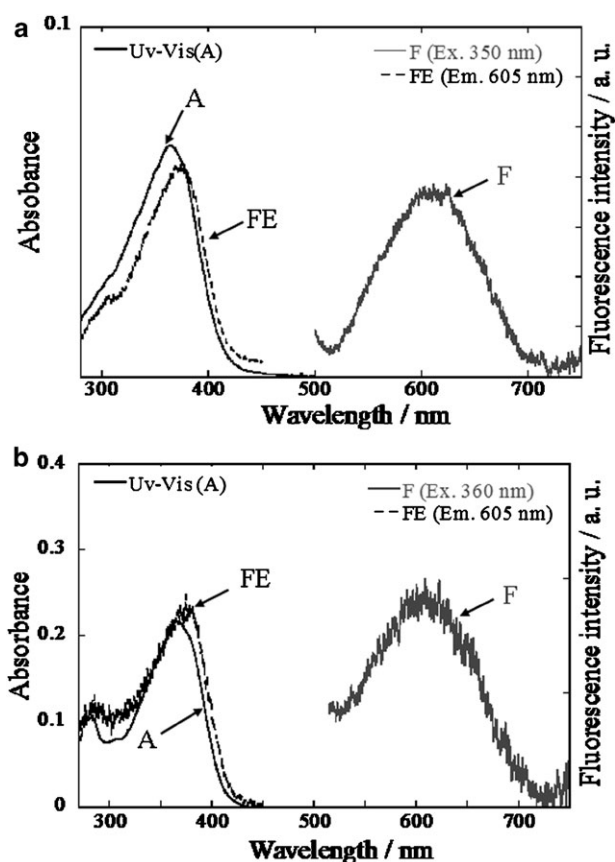 a
0.1
Uv-Vis(A)
F (Ex. 350 nm)
FE (Em. 605 nm)
A
FE
F
Absobance
Fluorescence intensity / a. u.
300 400 500 600 700
Wavelength / nm
b
0.4
Uv-Vis (A)
F (Ex. 360 nm)
FE (Em. 605 nm)
0.3
FE
F
0.2
A
0.1
0
Absorbance
Fluorescence intensity / a. u.
300 400 500 600 700
Wavelength / nm